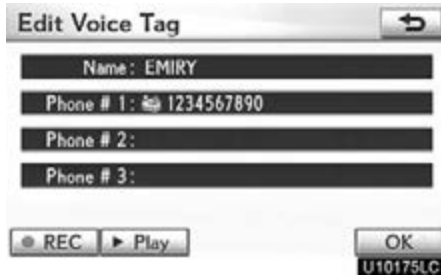 Edit Voice Tag
Name: EMIRY
Phone # 1: 1234567890
Phone # 2:
Phone # 3:
REC Play OK
U10175LC